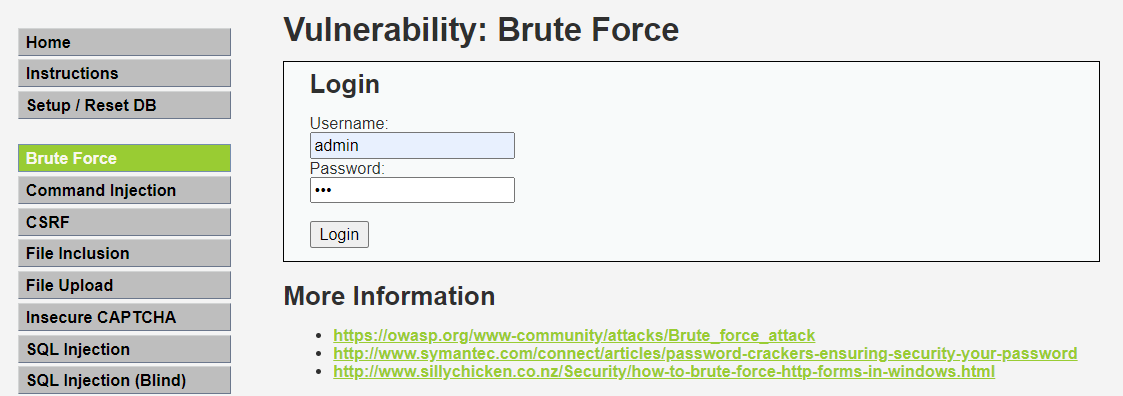 Home
Instructions
Setup / Reset DB
Brute Force
Command Injection
CSRF
File Inclusion
File Upload
Insecure CAPTCHA
SQL Injection
SQL Injection (Blind)
Vulnerability: Brute Force
Login
Username:
admin
Password:
•••
Login
More Information
• https://owasp.org/www-community/attacks/Brute_force_attack
• http://www.symantec.com/connect/articles/password-crackers-ensuring-security-your-password
• http://www.sillychicken.co.nz/Security/how-to-brute-force-http-forms-in-windows.html